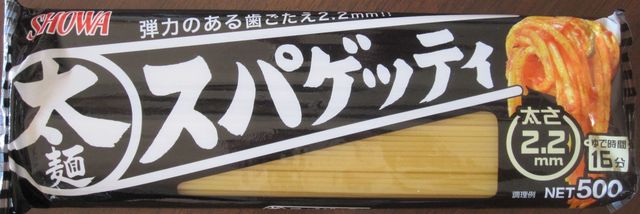 SHOWA
弾力のある歯ごたえ2.2mm!!
太麺
スパゲッティ
太さ
2.2
mm
ゆで時間
16分
調理例
NET500